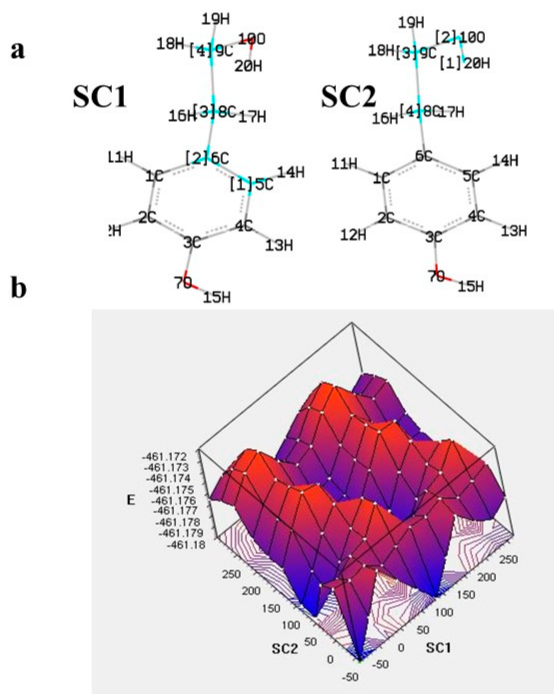 a
19H
18H [4]9C 10O
20H
SC1
16H [3]8C 17H
[2]6C
11H 1C [1]5C 14H
2C 4C
3C 13H
7O 15H
19H
18H [3]9C [2]10O
[1]20H
SC2
16H [4]8C 17H
6C
11H 1C 5C 14H
2C 4C
12H 3C 13H
7O 15H
b
-461.172
-461.173
-461.174
-461.175
E -461.176
-461.177
-461.178
-461.179
-461.18
250
200
150
100
50
0
-50
SC2
-50
0
50
100
150
200
250
SC1